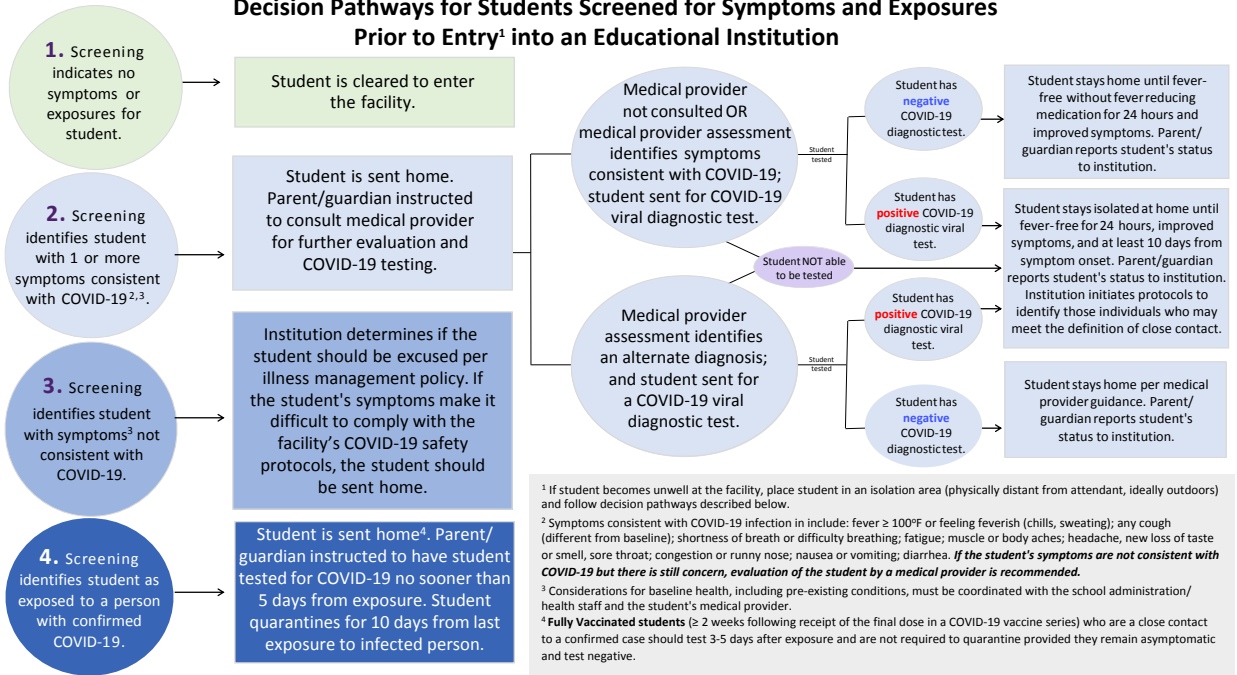 Decision Pathways for Students Screened for Symptoms and Exposures
Prior to Entry¹ into an Educational Institution
1. Screening
indicates no
symptoms or
exposures for
student.
Student is cleared to enter
the facility.
2. Screening
identifies student
with 1 or more
symptoms consistent
with COVID-19²,³.
Student is sent home.
Parent/guardian instructed
to consult medical provider
for further evaluation and
COVID-19 testing.
3. Screening
identifies student
with symptoms³ not
consistent with
COVID-19.
Institution determines if the
student should be excused per
illness management policy. If
the student's symptoms make it
difficult to comply with the
facility’s COVID-19 safety
protocols, the student should
be sent home.
4. Screening
identifies student as
exposed to a person
with confirmed
COVID-19.
Student is sent home⁴. Parent/
guardian instructed to have student
tested for COVID-19 no sooner than
5 days from exposure. Student
quarantines for 10 days from last
exposure to infected person.
Medical provider
not consulted OR
medical provider assessment
identifies symptoms
consistent with COVID-19;
student sent for COVID-19
viral diagnostic test.
Student
tested
Student has
negative
COVID-19
diagnostic test.
Student stays home until fever-
free without fever reducing
medication for 24 hours and
improved symptoms. Parent/
guardian reports student's status
to institution.
Student has
positive COVID-19
diagnostic viral
test.
Student NOT able
to be tested
Student stays isolated at home until
fever-free for 24 hours, improved
symptoms, and at least 10 days from
symptom onset. Parent/guardian
reports student's status to institution.
Institution initiates protocols to
identify those individuals who may
meet the definition of close contact.
Medical provider
assessment identifies
an alternate diagnosis;
and student sent for
a COVID-19 viral
diagnostic test.
Student
tested
Student has
positive COVID-19
diagnostic viral
test.
Student has
negative
COVID-19
diagnostic test.
Student stays home per medical
provider guidance. Parent/
guardian reports student's
status to institution.
¹ If student becomes unwell at the facility, place student in an isolation area (physically distant from attendant, ideally outdoors)
and follow decision pathways described below.
² Symptoms consistent with COVID-19 infection in include: fever ≥ 100ºF or feeling feverish (chills, sweating); any cough
(different from baseline); shortness of breath or difficulty breathing; fatigue; muscle or body aches; headache, new loss of taste
or smell, sore throat; congestion or runny nose; nausea or vomiting; diarrhea. If the student's symptoms are not consistent with
COVID-19 but there is still concern, evaluation of the student by a medical provider is recommended.
³ Considerations for baseline health, including pre-existing conditions, must be coordinated with the school administration/
health staff and the student's medical provider.
⁴ Fully Vaccinated students (≥ 2 weeks following receipt of the final dose in a COVID-19 vaccine series) who are a close contact
to a confirmed case should test 3-5 days after exposure and are not required to quarantine provided they remain asymptomatic
and test negative.